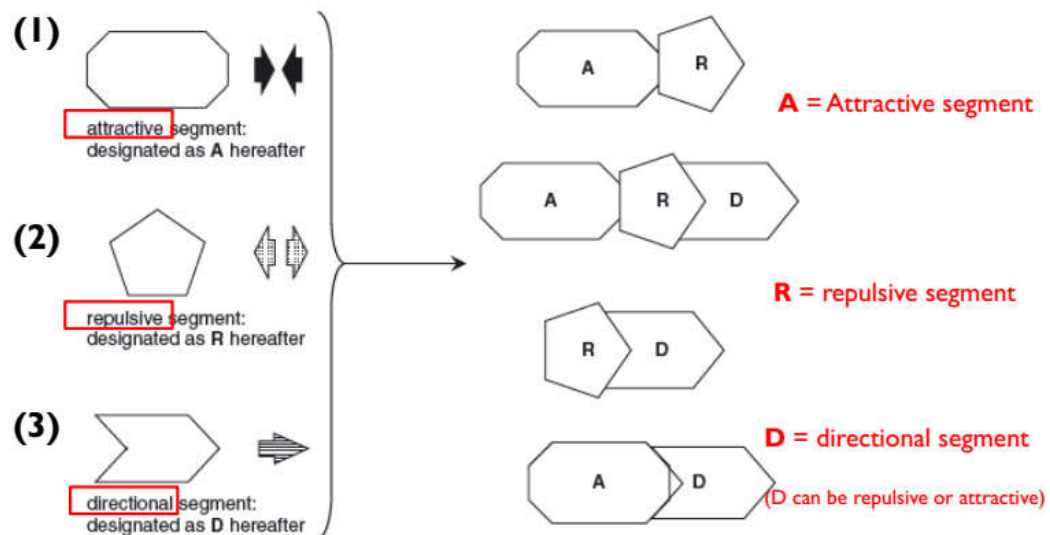 (1)
attractive segment:
designated as A hereafter
(2)
repulsive segment:
designated as R hereafter
(3)
directional segment:
designated as D hereafter
A R
A R D
R D
A D
A = Attractive segment
R = repulsive segment
D = directional segment
(D can be repulsive or attractive)